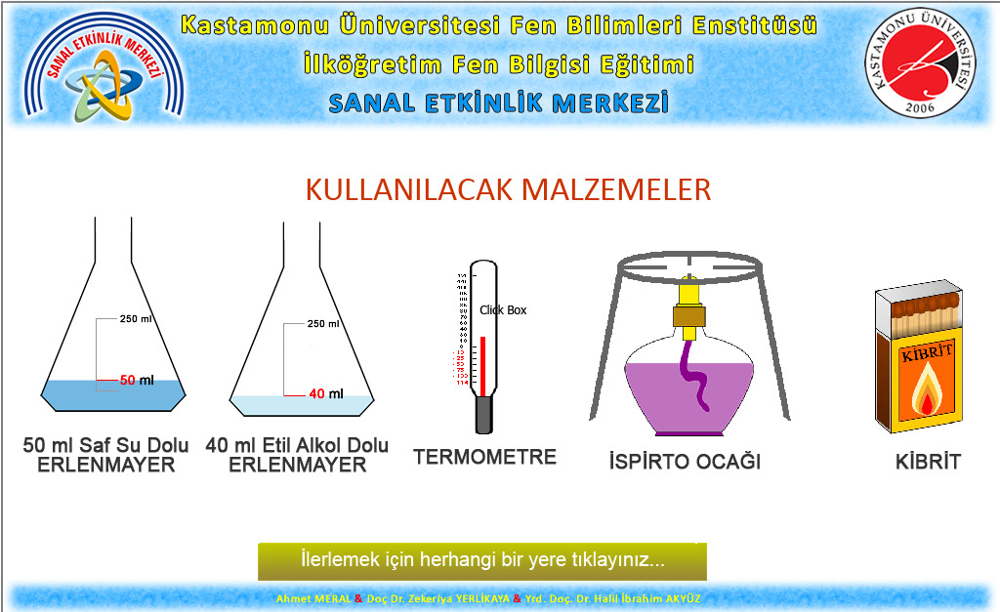 Kastamonu Üniversitesi Fen Bilimleri Enstitüsü
İlköğretim Fen Bilgisi Eğitimi
SANAL ETKİNLİK MERKEZİ
SANAL ETKİNLİK MERKEZİ
KASTAMONU ÜNİVERSİTESİ
2006
KULLANILACAK MALZEMELER
250 ml
50 ml
250 ml
40 ml
Click Box
KİBRİT
50 ml Saf Su Dolu
ERLENMAYER
40 ml Etil Alkol Dolu
ERLENMAYER
TERMOMETRE
İSPİRTO OCAĞI
KİBRİT
İlerlemek için herhangi bir yere tıklayınız...
Ahmet MERAL & Doç Dr. Zekeriya YERLİKAYA & Yrd. Doç. Dr. Halil İbrahim AKYÜZ